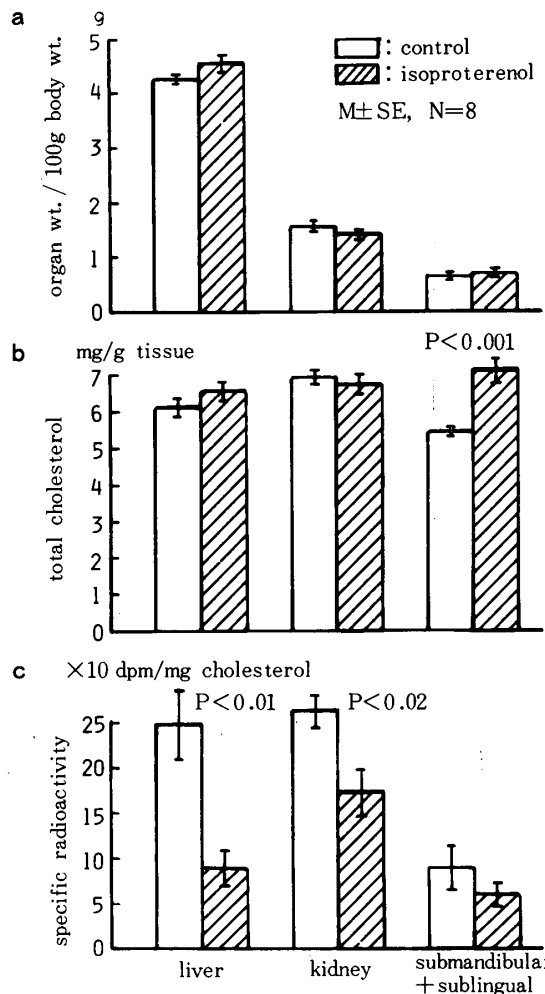 a
g
organ wt. / 100g body wt.
5
4
3
2
1
0
: control
: isoproterenol
M±SE, N=8
b
mg/g tissue
P<0.001
total cholesterol
7
6
5
4
3
2
1
0
c
×10 dpm/mg cholesterol
P<0.01
P<0.02
specific radioactivity
25
20
15
10
5
0
liver
kidney
submandibular
+sublingual